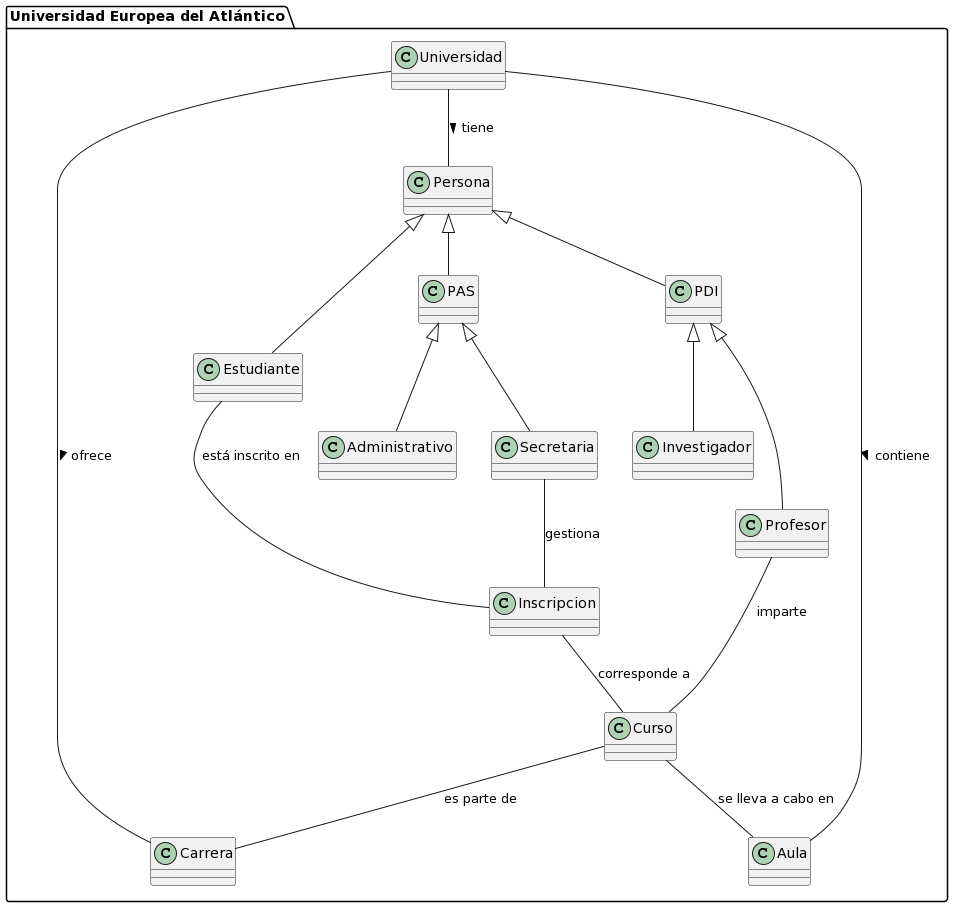 Universidad Europea del Atlántico
C Universidad
tiene
C Persona
C PAS
C PDI
C Estudiante
C Administrativo
C Secretaria
C Investigador
ofrece
está inscrito en
contiene
C Profesor
gestiona
C Inscripcion
imparte
corresponde a
C Curso
es parte de
se lleva a cabo en
C Carrera
C Aula